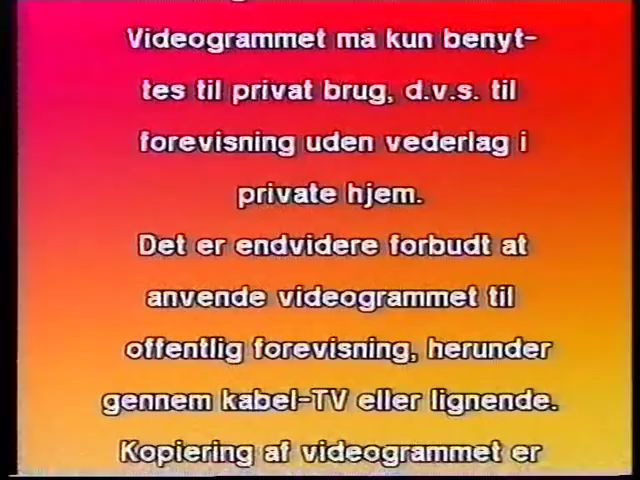 Videogrammet må kun benyt-
tes til privat brug, d.v.s. til
forevisning uden vederlag i
private hjem.
Det er endvidere forbudt at
anvende videogrammet til
offentlig forevisning, herunder
gennem kabel-TV eller lignende.
Kopiering af videogrammet er